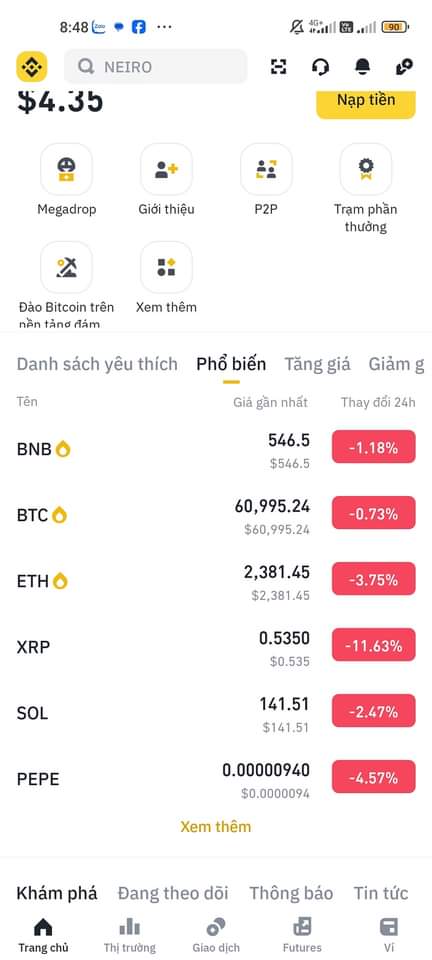 8:48 Zalo ...
4G+ Vo LTE 90
NEIRO
$4.35
Nạp tiền
Megadrop
Giới thiệu
P2P
Trạm phần
thưởng
Đào Bitcoin trên
nền tảng đám
Xem thêm
Danh sách yêu thích Phổ biến Tăng giá Giảm g
Tên Giá gần nhất Thay đổi 24h
BNB 546.5 -1.18%
$546.5
BTC 60,995.24 -0.73%
$60,995.24
ETH 2,381.45 -3.75%
$2,381.45
XRP 0.5350 -11.63%
$0.535
SOL 141.51 -2.47%
$141.51
PEPE 0.00000940 -4.57%
$0.0000094
Xem thêm
Khám phá Đang theo dõi Thông báo Tin tức
Trang chủ Thị trường Giao dịch Futures Ví